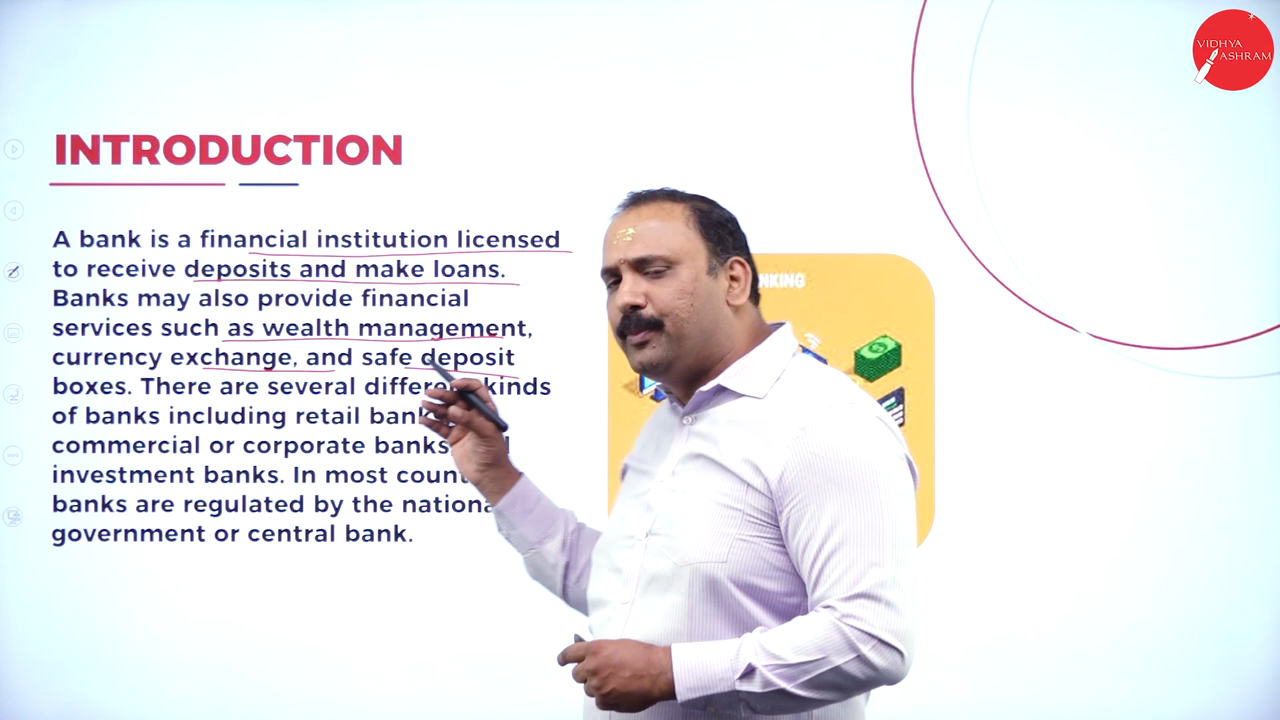 VIDHYA
ASHRAM
INTRODUCTION
A bank is a financial institution licensed
to receive deposits and make loans.
Banks may also provide financial
services such as wealth management,
currency exchange, and safe deposit
boxes. There are several different kinds
of banks including retail
commercial or corporate banks
investment banks. In most
banks are regulated by the national
government or central bank.